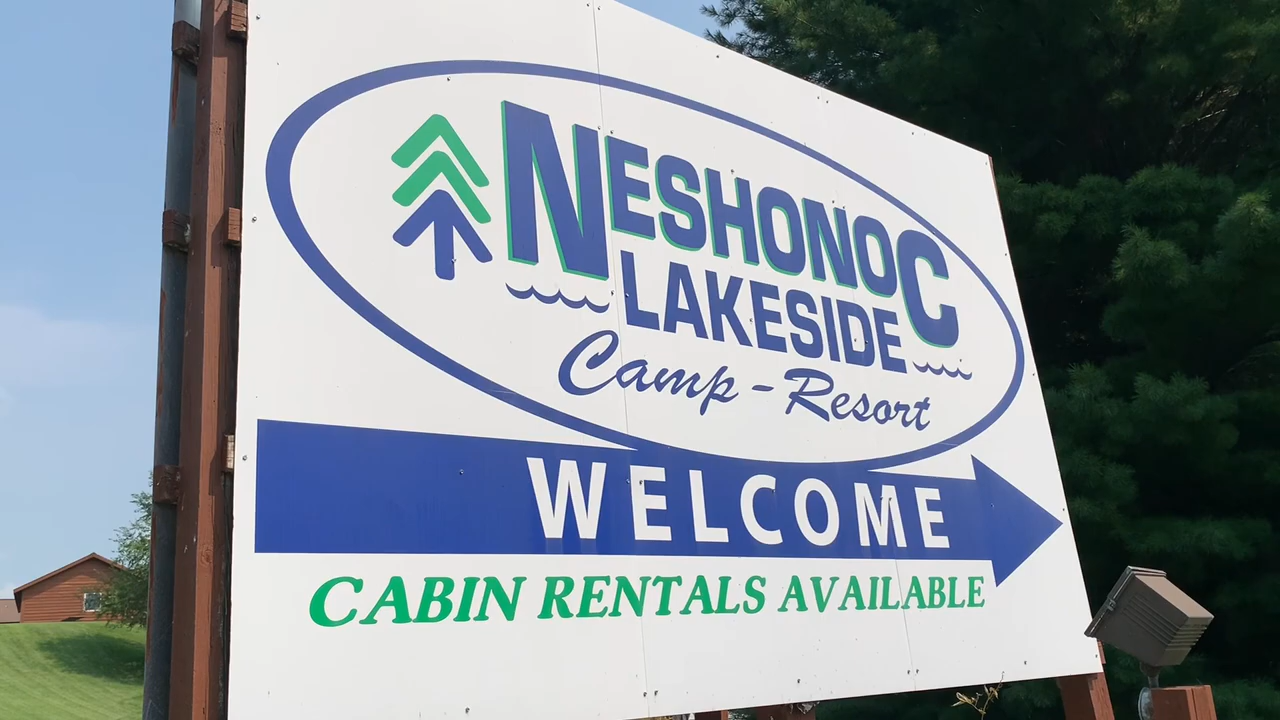 NESHONOC
LAKESIDE
Camp-Resort
WELCOME
CABIN RENTALS AVAILABLE